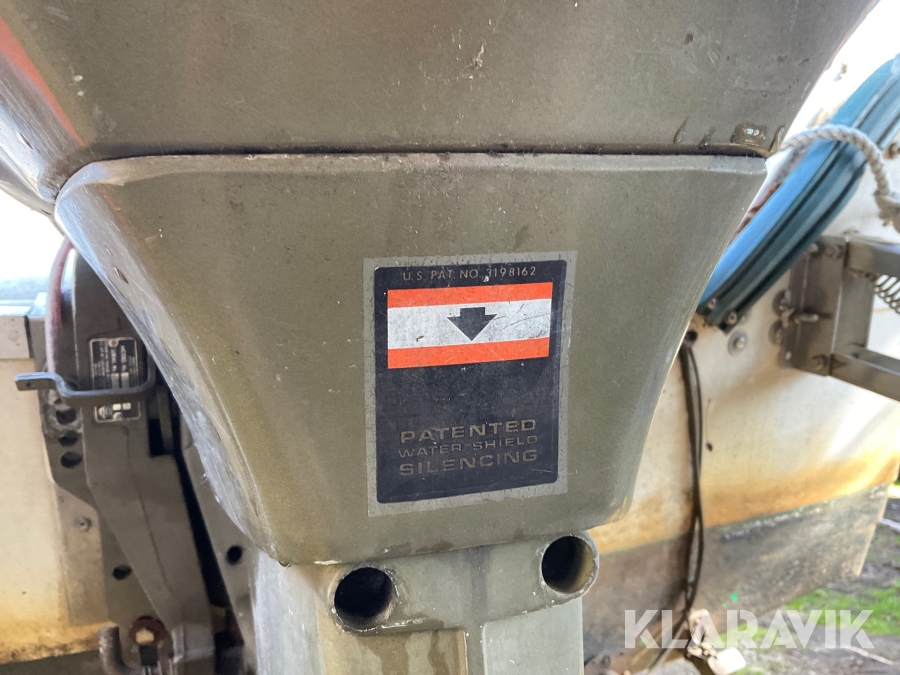 U.S. PAT. NO. 3198162
PATENTED
WATER SHIELD
SILENCING
KLARAVIK